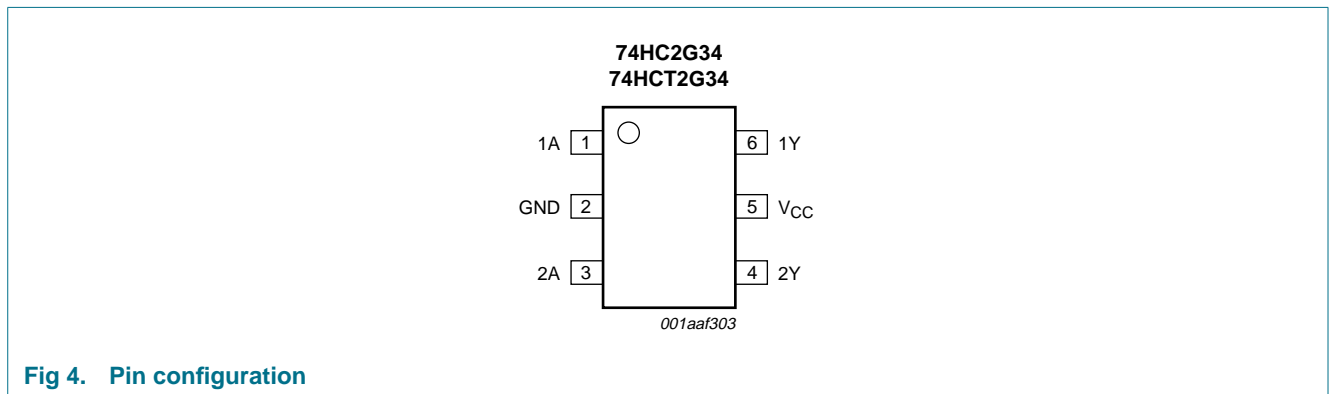 74HC2G34
74HCT2G34
1A 1 6 1Y
GND 2 5 VCC
2A 3 4 2Y
001aaf303
Fig 4. Pin configuration